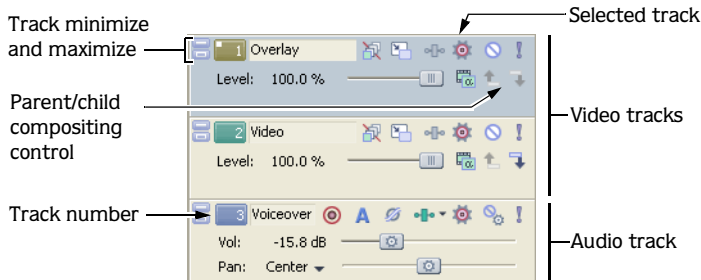 Track minimize
and maximize
Selected track
1 Overlay
Level: 100.0 %
Parent/child
compositing
control
Video tracks
2 Video
Level: 100.0 %
Track number
3 Voiceover A
Vol: -15.8 dB
Audio track
Pan: Center